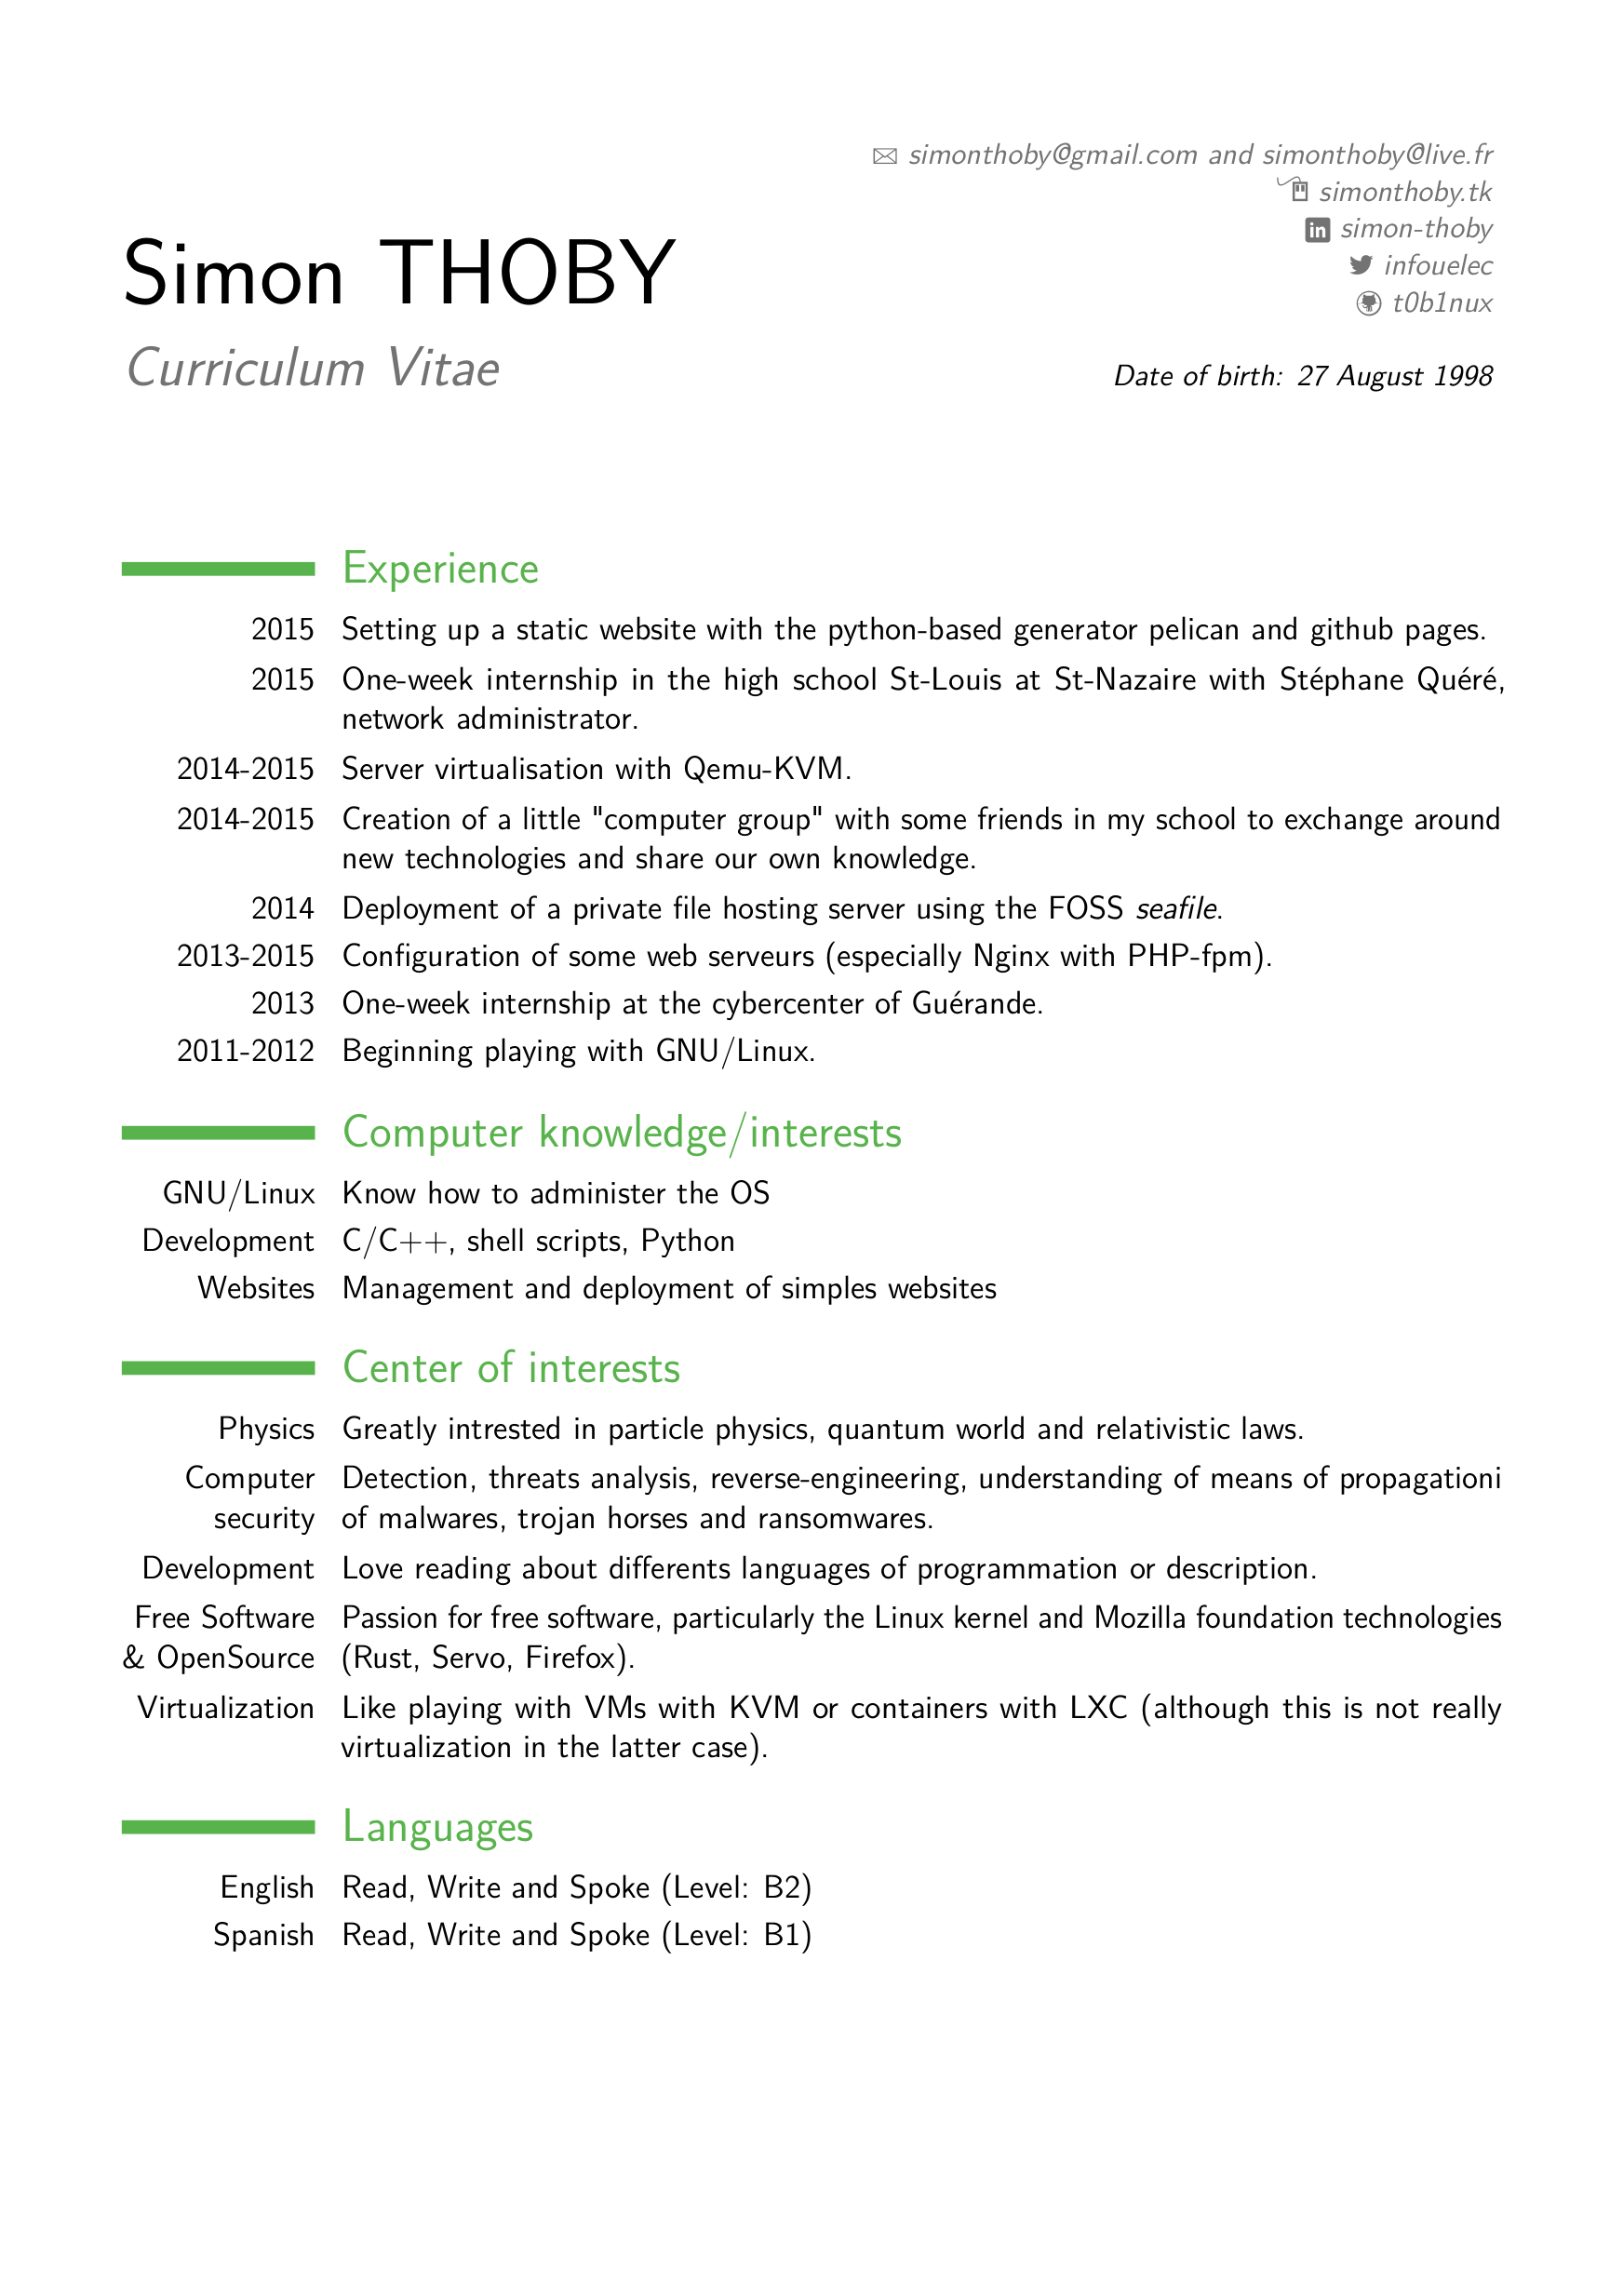 simonthoby@gmail.com and simonthoby@live.fr
simonthoby.tk
simon-thoby
infouelec
t0b1nux
Simon THOBY
Curriculum Vitae
Date of birth: 27 August 1998
Experience
2015 Setting up a static website with the python-based generator pelican and github pages.
2015 One-week internship in the high school St-Louis at St-Nazaire with Stéphane Quéré,
network administrator.
2014-2015 Server virtualisation with Qemu-KVM.
2014-2015 Creation of a little "computer group" with some friends in my school to exchange around
new technologies and share our own knowledge.
2014 Deployment of a private file hosting server using the FOSS seafile.
2013-2015 Configuration of some web serveurs (especially Nginx with PHP-fpm).
2013 One-week internship at the cybercenter of Guérande.
2011-2012 Beginning playing with GNU/Linux.
Computer knowledge/interests
GNU/Linux Know how to administer the OS
Development C/C++, shell scripts, Python
Websites Management and deployment of simples websites
Center of interests
Physics Greatly intrested in particle physics, quantum world and relativistic laws.
Computer Detection, threats analysis, reverse-engineering, understanding of means of propagationi
security of malwares, trojan horses and ransomwares.
Development Love reading about differents languages of programmation or description.
Free Software Passion for free software, particularly the Linux kernel and Mozilla foundation technologies
& OpenSource (Rust, Servo, Firefox).
Virtualization Like playing with VMs with KVM or containers with LXC (although this is not really
virtualization in the latter case).
Languages
English Read, Write and Spoke (Level: B2)
Spanish Read, Write and Spoke (Level: B1)